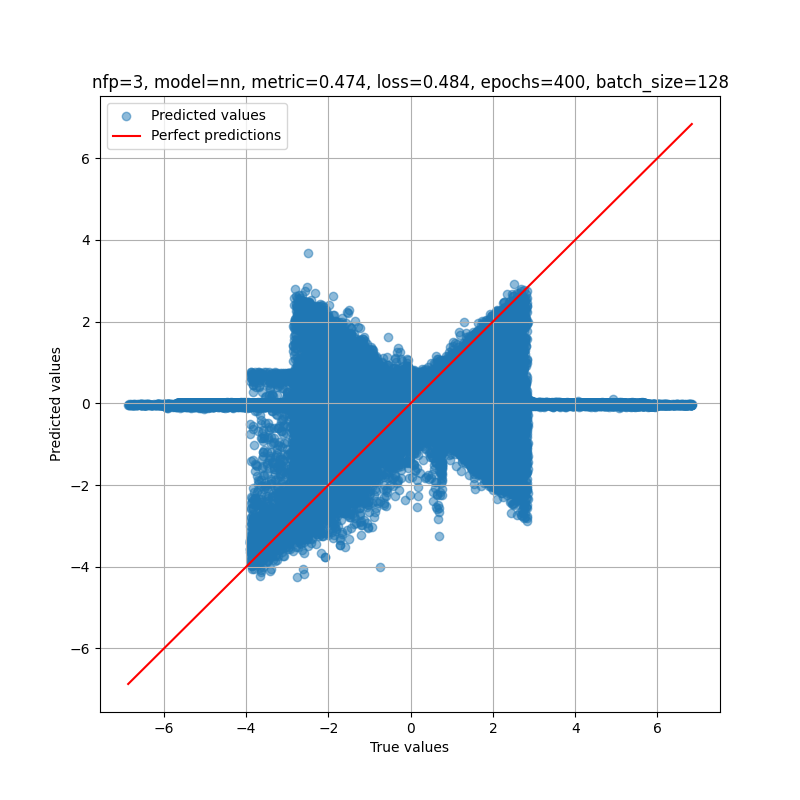 nfp=3, model=nn, metric=0.474, loss=0.484, epochs=400, batch_size=128
Predicted values
Perfect predictions
6
4
2
0
−2
−4
−6
Predicted values
−6 −4 −2 0 2 4 6
True values